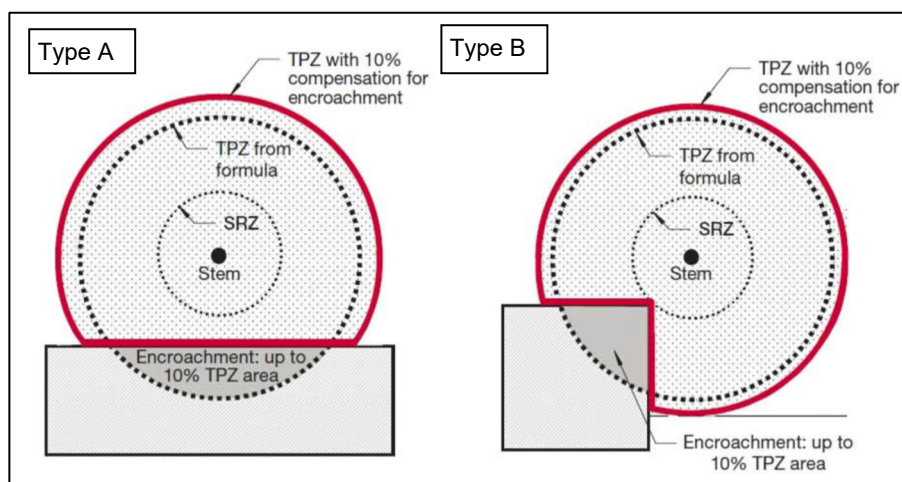 Type A
TPZ with 10%
compensation for
encroachment
TPZ from
formula
SRZ
Stem
Encroachment: up to
10% TPZ area
Type B
TPZ with 10%
compensation for
encroachment
TPZ from
formula
SRZ
Stem
Encroachment: up to
10% TPZ area